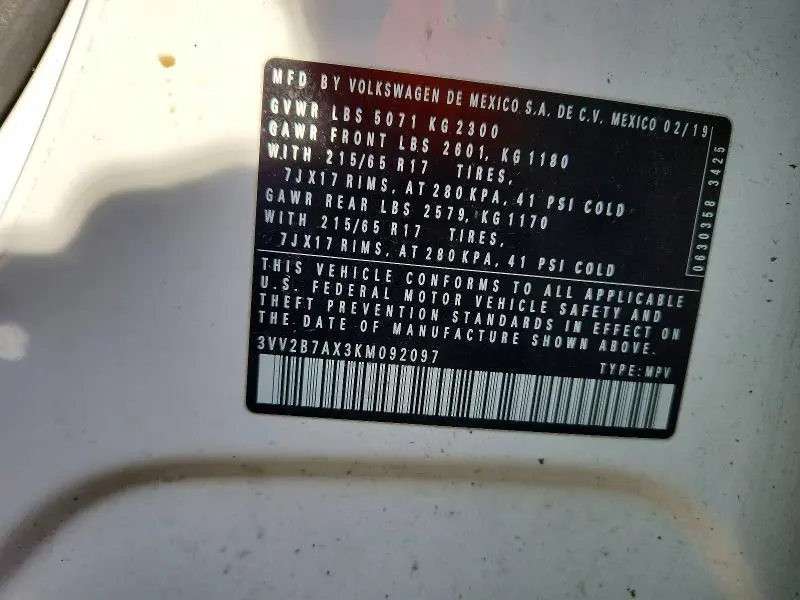 MFD BY VOLKSWAGEN DE MEXICO S.A. DE C.V. MEXICO 02/19
GVWR LBS 5071 KG 2300
GAWR FRONT LBS 2601, KG 1180
WITH 215/65 R17 TIRES,
7JX17 RIMS, AT 280 KPA, 41 PSI COLD
GAWR REAR LBS 2579, KG 1170
WITH 215/65 R17 TIRES,
7JX17 RIMS, AT 280 KPA, 41 PSI COLD
0630358 3425
THIS VEHICLE CONFORMS TO ALL APPLICABLE
U.S. FEDERAL MOTOR VEHICLE SAFETY AND
THEFT PREVENTION STANDARDS IN EFFECT ON
THE DATE OF MANUFACTURE SHOWN ABOVE.
3VV2B7AX3KM092097
TYPE: MPV